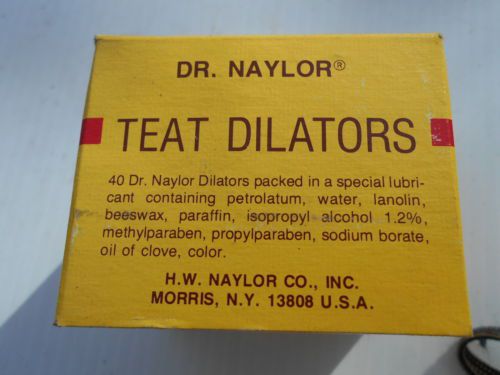 DR. NAYLOR®
TEAT DILATORS
40 Dr. Naylor Dilators packed in a special lubri-
cant containing petrolatum, water, lanolin,
beeswax, paraffin, isopropyl alcohol 1.2%,
methylparaben, propylparaben, sodium borate,
oil of clove, color.
H.W. NAYLOR CO., INC.
MORRIS, N.Y. 13808 U.S.A.